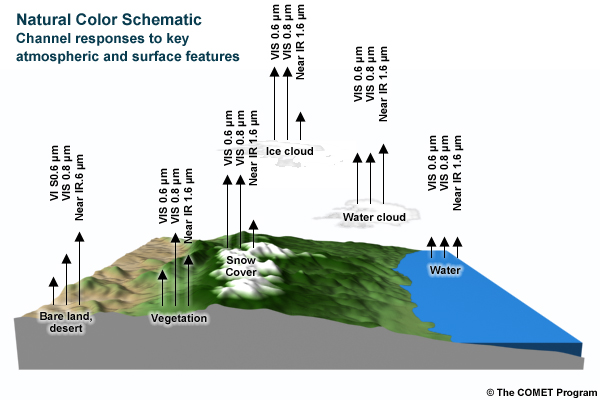 Natural Color Schematic
Channel responses to key
atmospheric and surface features
VIS 0.6 µm
VIS 0.8 µm
Near IR 1.6 µm
Ice cloud
VIS 0.6 µm
VIS 0.8 µm
Near IR 1.6 µm
Water cloud
VIS 0.6 µm
VIS 0.8 µm
Near IR 1.6 µm
Snow
Cover
VI S0.6 µm
VIS 0.8 µm
Near IR.6 µm
Bare land,
desert
VIS 0.6 µm
VIS 0.8 µm
Near IR 1.6 µm
Vegetation
VIS 0.6 µm
VIS 0.8 µm
Near IR 1.6 µm
Water
© The COMET Program